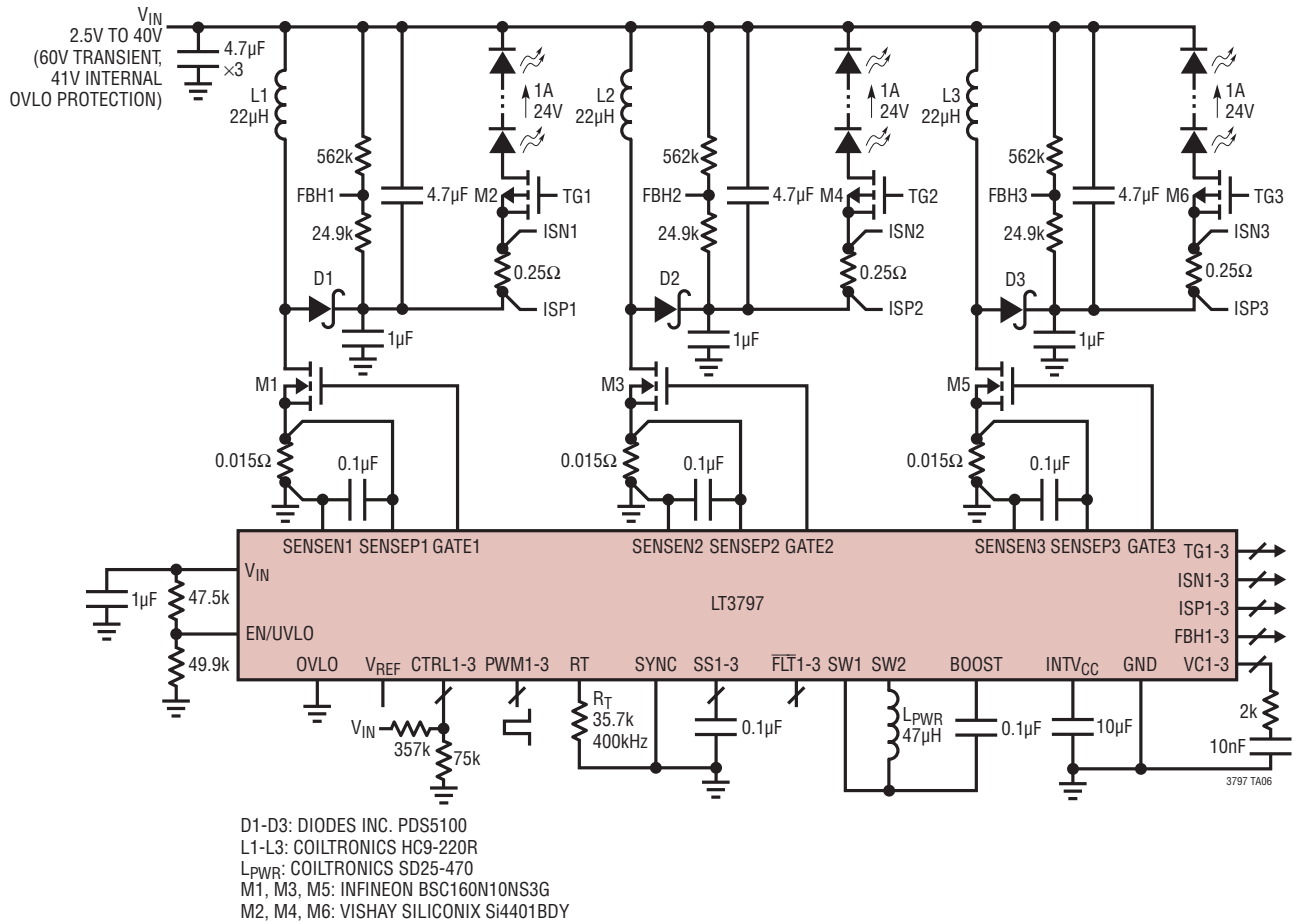 VIN
2.5V TO 40V
(60V TRANSIENT,
41V INTERNAL
OVLO PROTECTION)
4.7µF
×3
L1
22µH
562k
FBH1
24.9k
4.7µF
1A
24V
M2
TG1
ISN1
0.25Ω
ISP1
D1
1µF
M1
0.015Ω
0.1µF
L2
22µH
562k
FBH2
24.9k
4.7µF
1A
24V
M4
TG2
ISN2
0.25Ω
ISP2
D2
1µF
M3
0.015Ω
0.1µF
L3
22µH
562k
FBH3
24.9k
4.7µF
1A
24V
M6
TG3
ISN3
0.25Ω
ISP3
D3
1µF
M5
0.015Ω
0.1µF
SENSEN1 SENSEP1 GATE1
SENSEN2 SENSEP2 GATE2
SENSEN3 SENSEP3 GATE3
TG1-3
ISN1-3
ISP1-3
FBH1-3
VC1-3
VIN
LT3797
EN/UVLO
1µF
47.5k
49.9k
OVLO VREF CTRL1-3 PWM1-3 RT SYNC SS1-3 FLT1-3 SW1 SW2 BOOST INTVCC GND
VIN
357k
75k
RT
35.7k
400kHz
0.1µF
LPWR
47µH
0.1µF
10µF
2k
10nF
3797 TA06
D1-D3: DIODES INC. PDS5100
L1-L3: COILTRONICS HC9-220R
LPWR: COILTRONICS SD25-470
M1, M3, M5: INFINEON BSC160N10NS3G
M2, M4, M6: VISHAY SILICONIX Si4401BDY